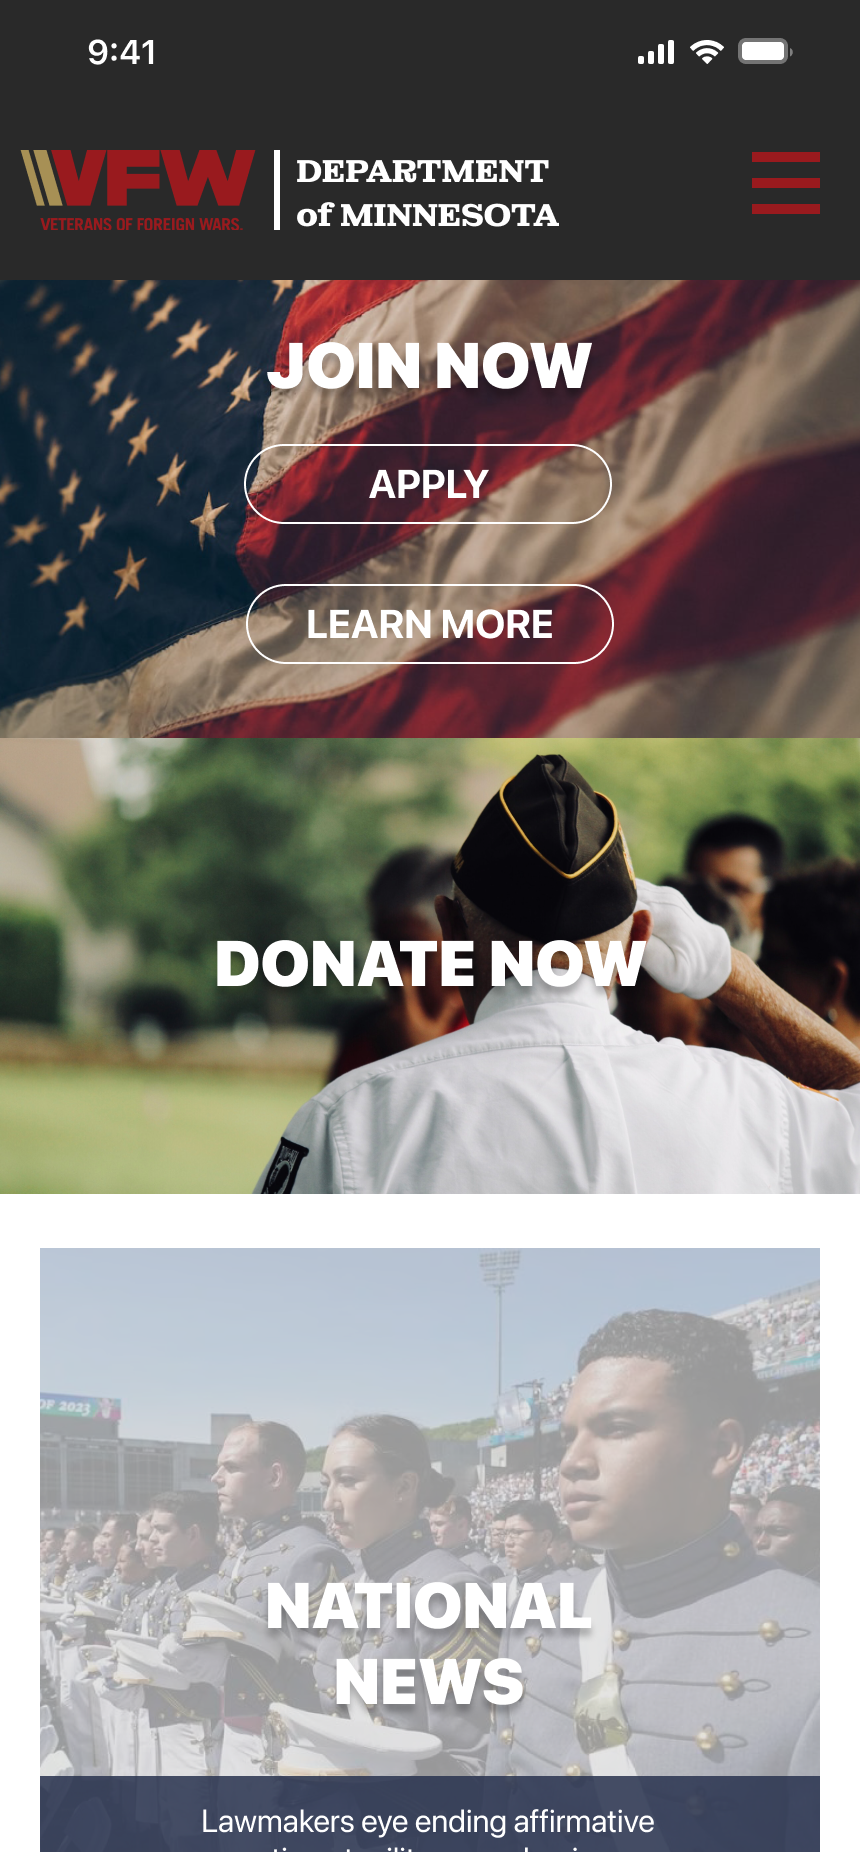 9:41
VFW
VETERANS OF FOREIGN WARS.
DEPARTMENT
of MINNESOTA
JOIN NOW
APPLY
LEARN MORE
DONATE NOW
OF 2023
NATIONAL
NEWS
Lawmakers eye ending affirmative